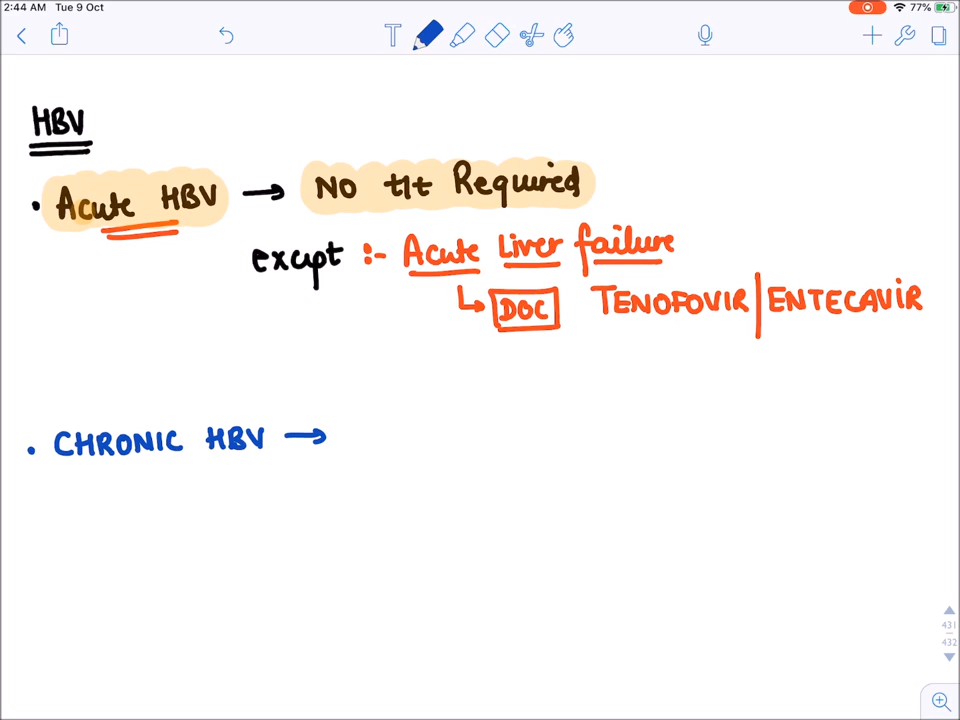 2:44 AM Tue 9 Oct
77%
T
HBV
• Acute HBV → NO t/t Required
except :- Acute Liver failure
↳ DOC TENOFOVIR | ENTECAVIR
• CHRONIC HBV →
431
432